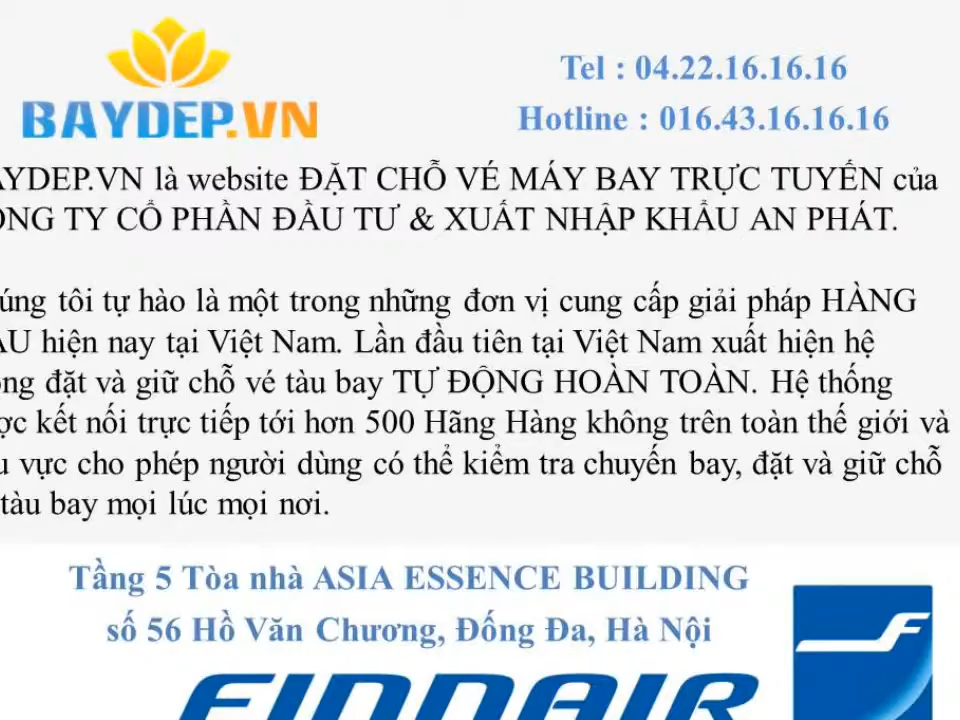 BAYDEP.VN
Tel : 04.22.16.16.16
Hotline : 016.43.16.16.16
AYDEP.VN là website ĐẶT CHỖ VÉ MÁY BAY TRỰC TUYẾN của
ÔNG TY CỔ PHẦN ĐẦU TƯ & XUẤT NHẬP KHẨU AN PHÁT.
úng tôi tự hào là một trong những đơn vị cung cấp giải pháp HÀNG
ẦU hiện nay tại Việt Nam. Lần đầu tiên tại Việt Nam xuất hiện hệ
ống đặt và giữ chỗ vé tàu bay TỰ ĐỘNG HOÀN TOÀN. Hệ thống
ợc kết nối trực tiếp tới hơn 500 Hãng Hàng không trên toàn thế giới và
u vực cho phép người dùng có thể kiểm tra chuyến bay, đặt và giữ chỗ
tàu bay mọi lúc mọi nơi.
Tầng 5 Tòa nhà ASIA ESSENCE BUILDING
số 56 Hồ Văn Chương, Đống Đa, Hà Nội
FINNAIR